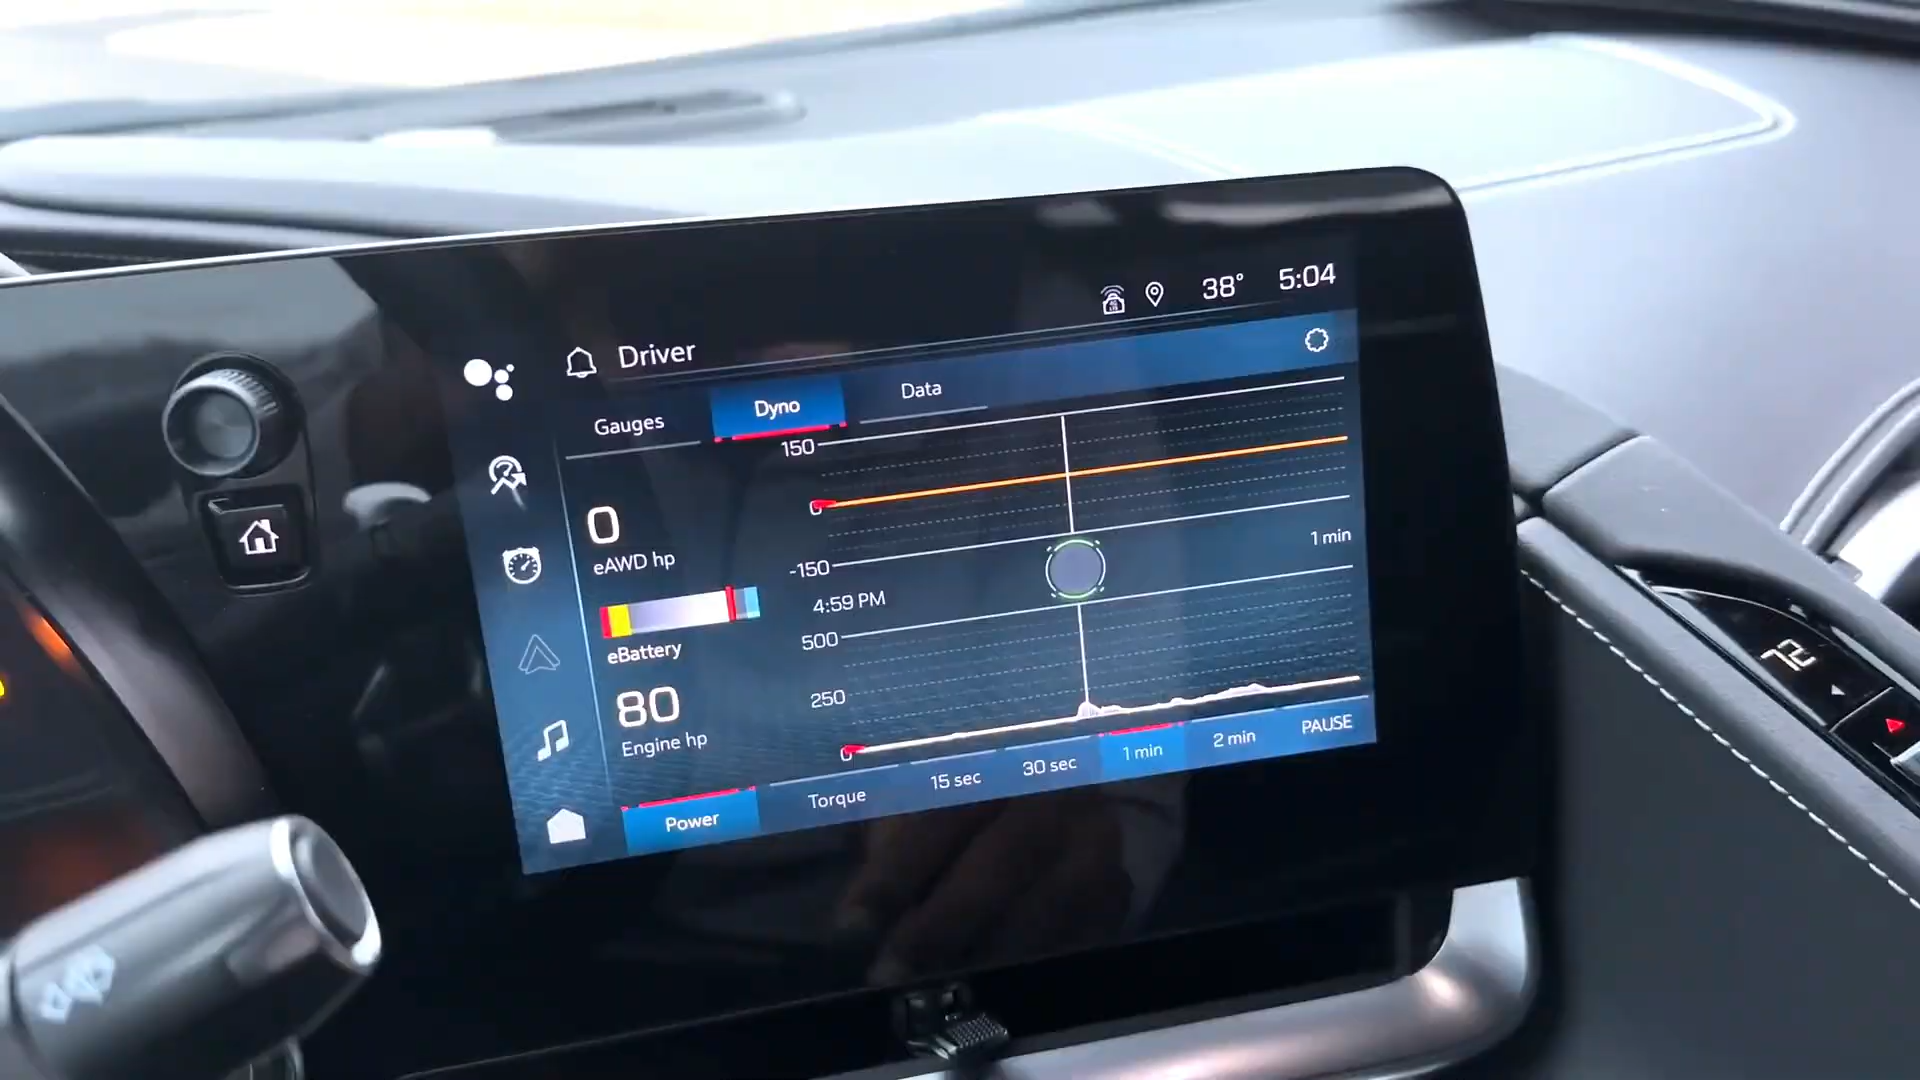 38° 5:04
Driver
Gauges Dyno Data
150
0
-150
0
eAWD hp
1 min
4:59 PM
eBattery
500
250
0
80
Engine hp
Power Torque 15 sec 30 sec 1 min 2 min PAUSE
72